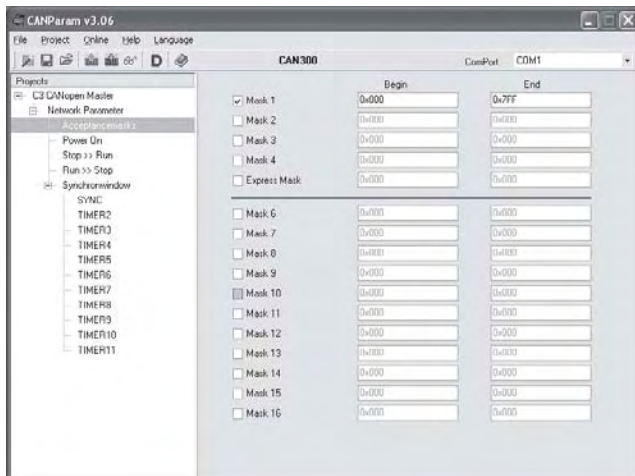 CANParam v3.06
File Project Online Help Language
D CAN300 ComPort COM1
Projects
C3 CANopen Master
Network Parameter
Acceptancemarks
Power On
Stop >> Run
Run >> Stop
Synchronwindow
SYNC
TIMER2
TIMER3
TIMER4
TIMER5
TIMER6
TIMER7
TIMER8
TIMER9
TIMER10
TIMER11
Begin End
Mask 1 0x000 0x7FF
Mask 2 0x000 0x000
Mask 3 0x000 0x000
Mask 4 0x000 0x000
Express Mask 0x000 0x000
Mask 6 0x000 0x000
Mask 7 0x000 0x000
Mask 8 0x000 0x000
Mask 9 0x000 0x000
Mask 10 0x000 0x000
Mask 11 0x000 0x000
Mask 12 0x000 0x000
Mask 13 0x000 0x000
Mask 14 0x000 0x000
Mask 15 0x000 0x000
Mask 16 0x000 0x000